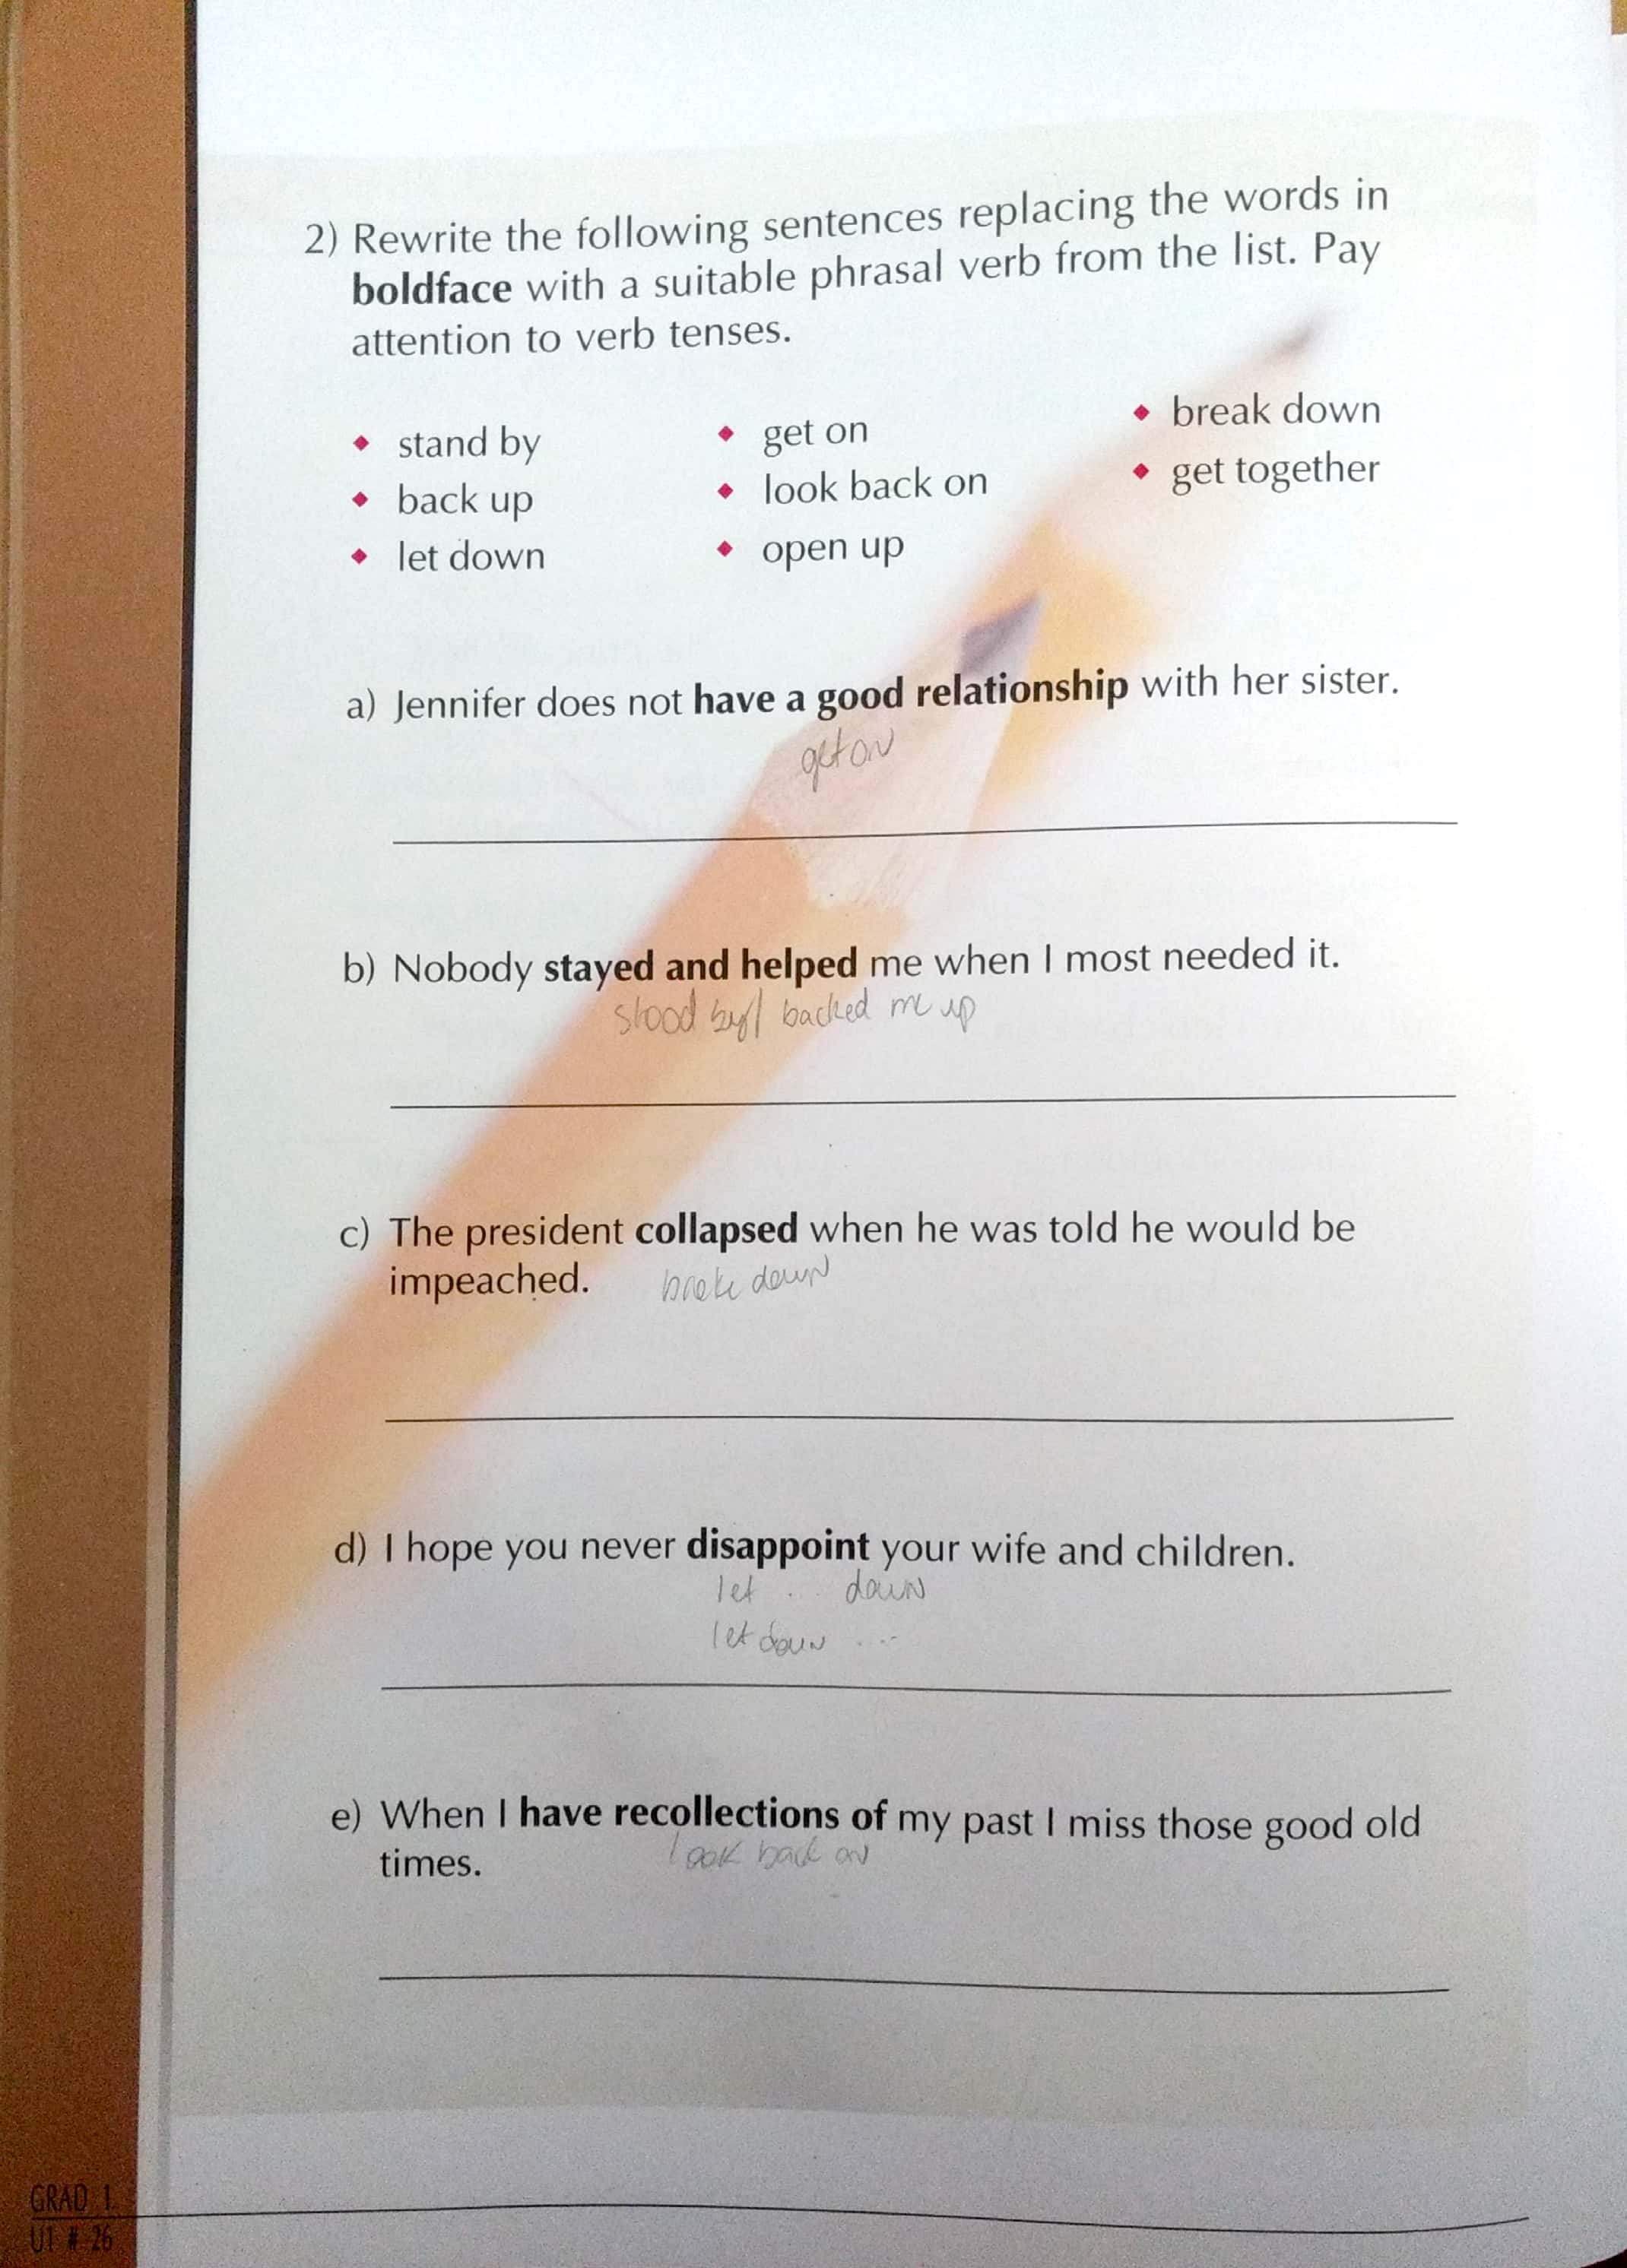 2) Rewrite the following sentences replacing the words in
boldface with a suitable phrasal verb from the list. Pay
attention to verb tenses.
◆ stand by
◆ back up
◆ let down
◆ get on
◆ look back on
◆ open up
◆ break down
◆ get together
a) Jennifer does not have a good relationship with her sister.
get on
b) Nobody stayed and helped me when I most needed it.
stood by/ backed me up
c) The president collapsed when he was told he would be
impeached.
broke down
d) I hope you never disappoint your wife and children.
let .. down
let down ...
e) When I have recollections of my past I miss those good old
times.
look back on
GRAD 1
U1 # 26